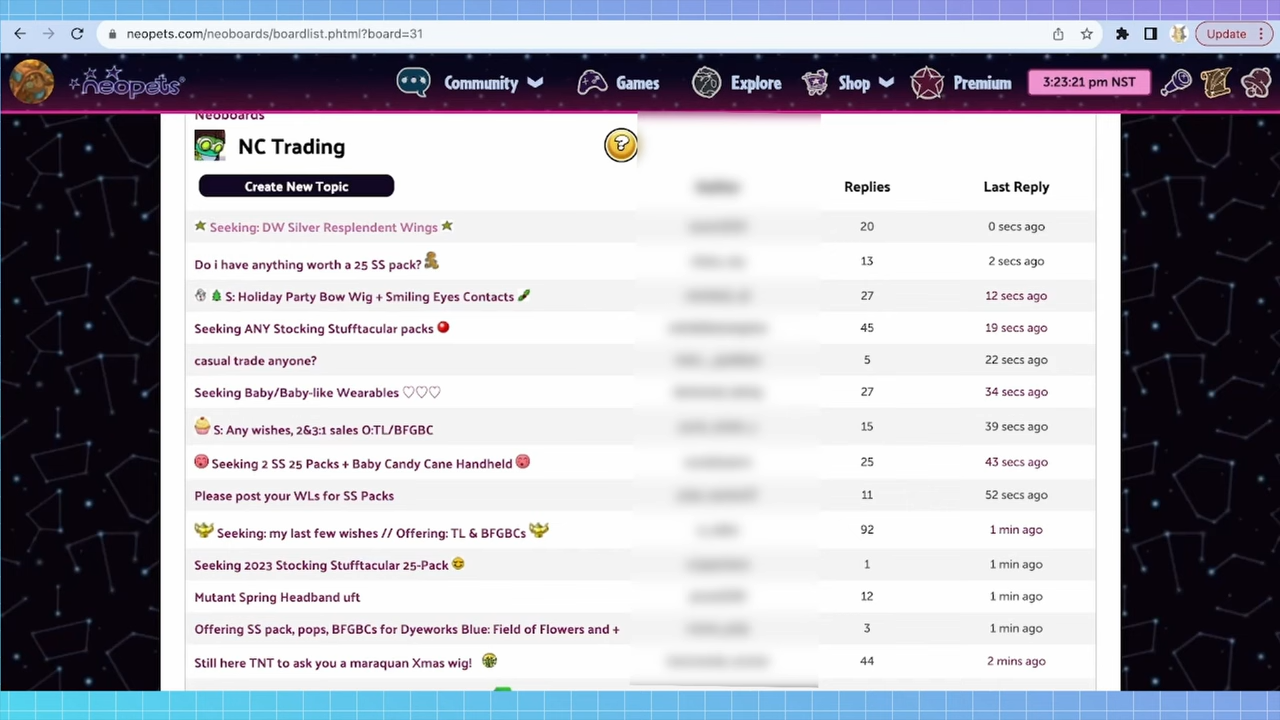 neopets.com/neoboards/boardlist.phtml?board=31
Update
neopets
Community
Games
Explore
Shop
Premium
3:23:21 pm NST
Neoboards
NC Trading
?
Create New Topic
Replies
Last Reply
Seeking: DW Silver Resplendent Wings 20 0 secs ago
Do i have anything worth a 25 SS pack? 13 2 secs ago
S: Holiday Party Bow Wig + Smiling Eyes Contacts 27 12 secs ago
Seeking ANY Stocking Stufftacular packs 45 19 secs ago
casual trade anyone? 5 22 secs ago
Seeking Baby/Baby-like Wearables ♡♡♡ 27 34 secs ago
S: Any wishes, 2&3:1 sales O:TL/BFGBC 15 39 secs ago
Seeking 2 SS 25 Packs + Baby Candy Cane Handheld 25 43 secs ago
Please post your WLs for SS Packs 11 52 secs ago
Seeking: my last few wishes // Offering: TL & BFGBCs 92 1 min ago
Seeking 2023 Stocking Stufftacular 25-Pack 1 1 min ago
Mutant Spring Headband uft 12 1 min ago
Offering SS pack, pops, BFGBCs for Dyeworks Blue: Field of Flowers and + 3 1 min ago
Still here TNT to ask you a maraquan Xmas wig! 44 2 mins ago